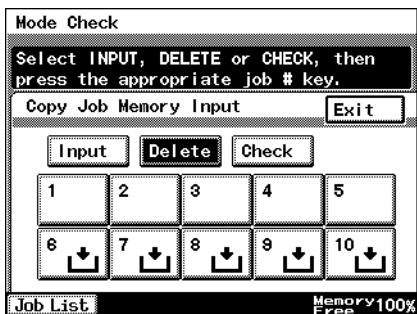 Mode Check
Select INPUT, DELETE or CHECK, then
press the appropriate job # key.
Copy Job Memory Input
Exit
Input Delete Check
1 2 3 4 5
6 7 8 9 10
Job List
Memory Free 100%